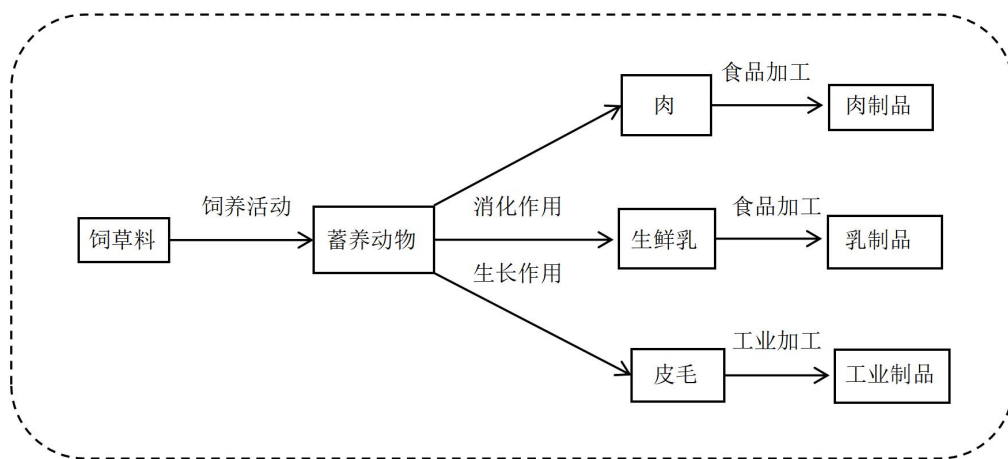 食品加工
肉
肉制品
饲养活动
消化作用
食品加工
饲草料
蓄养动物
生鲜乳
乳制品
生长作用
工业加工
皮毛
工业制品